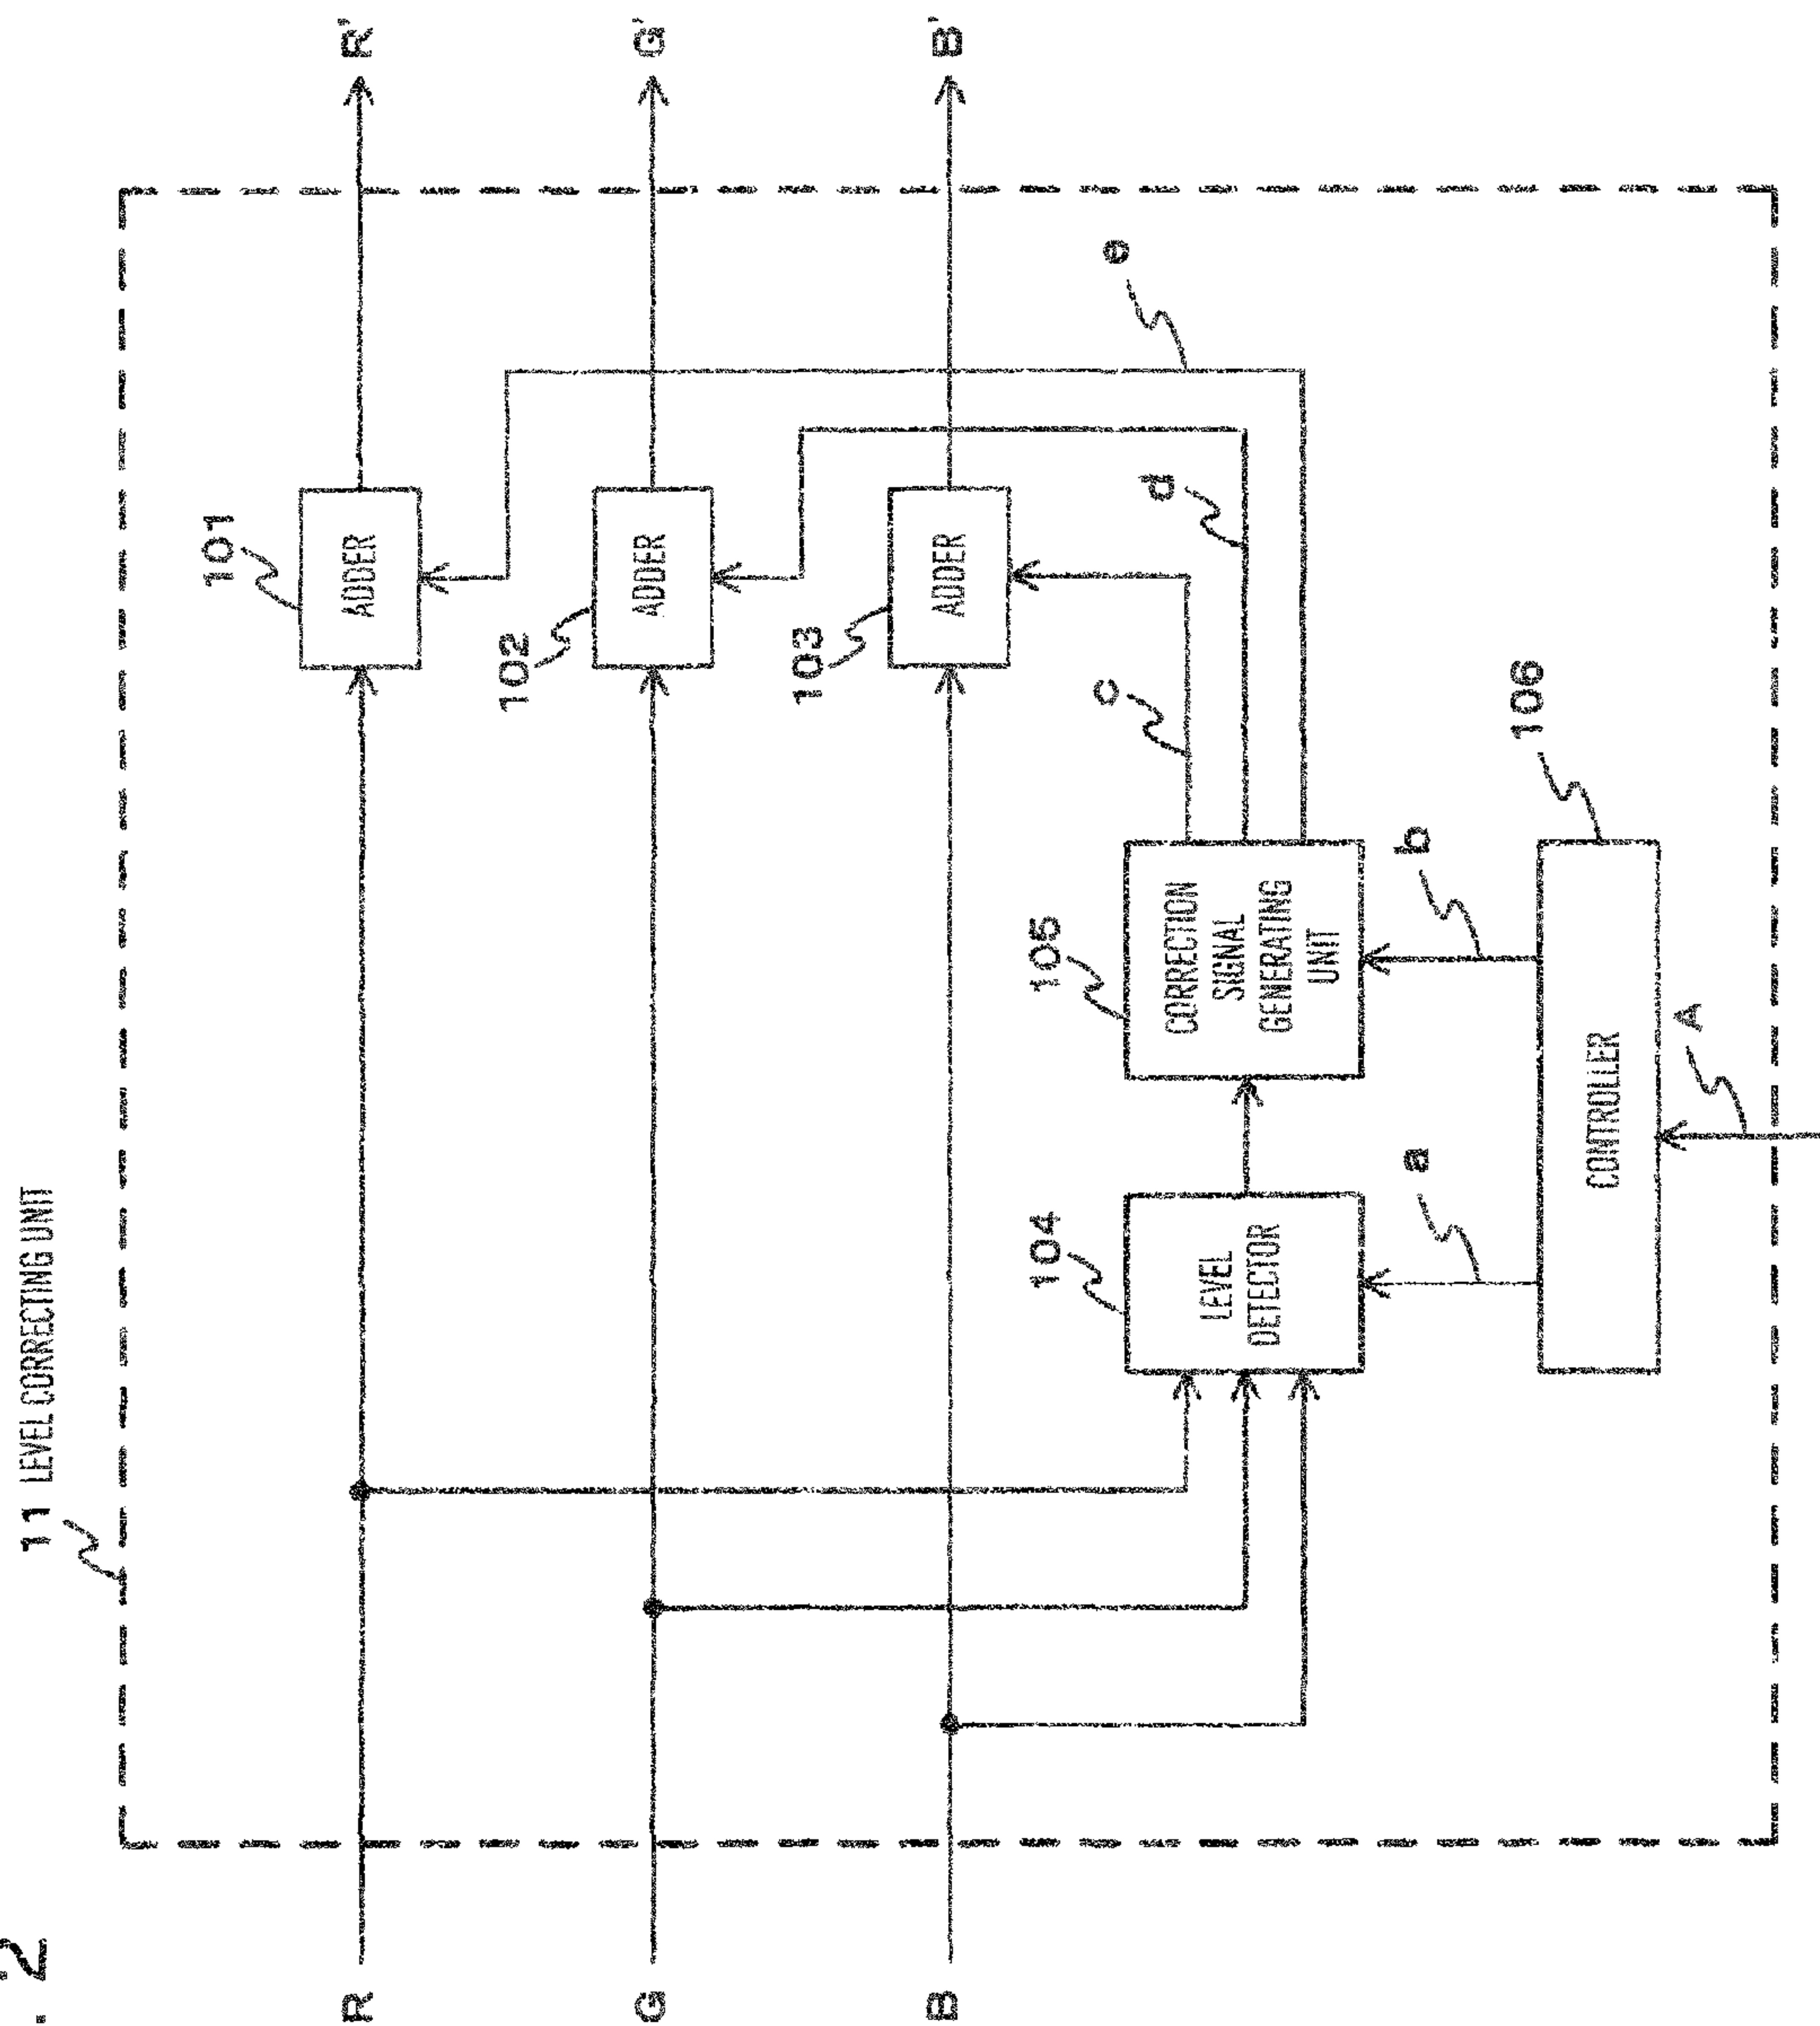 . 2
11 LEVEL CORRECTING UNIT
R
R'
101
ADDER
G
G'
102
ADDER
B
B'
103
ADDER
e
d
c
104
LEVEL
DETECTOR
105
CORRECTION
SIGNAL
GENERATING
UNIT
a
b
106
CONTROLLER
A